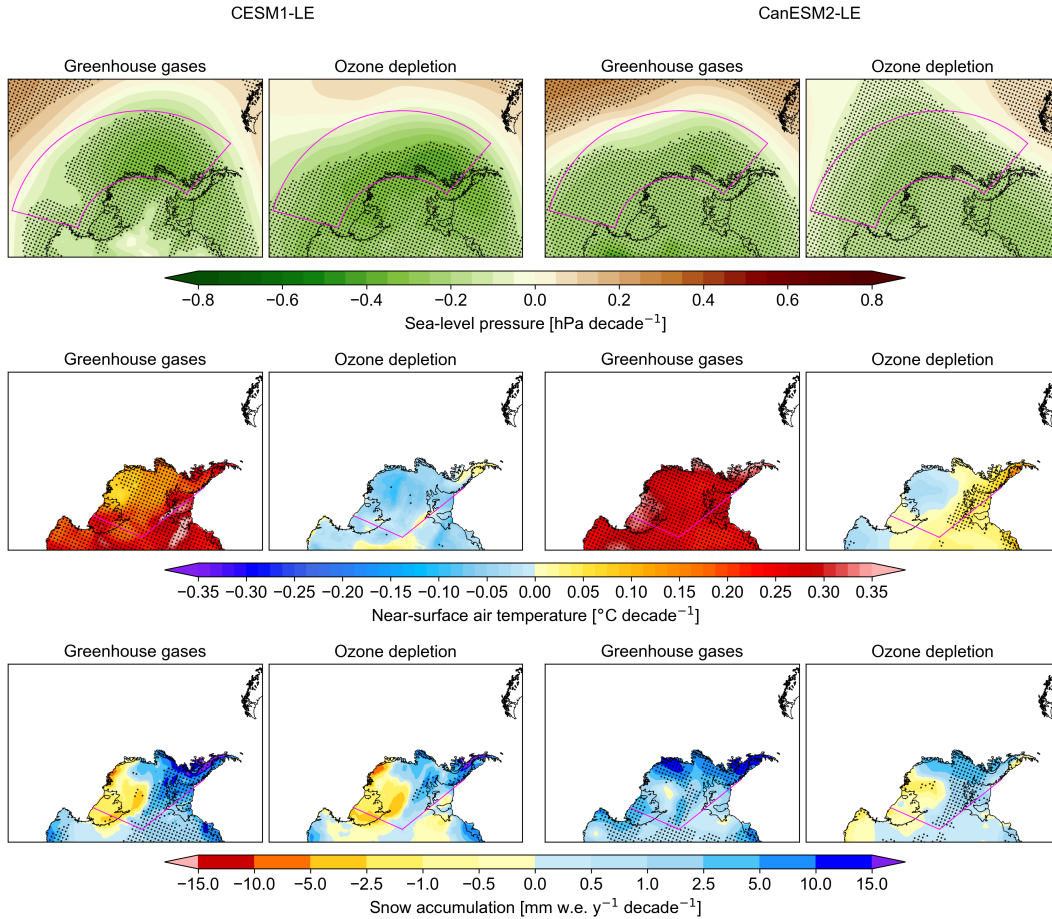 CESM1-LE CanESM2-LE
Greenhouse gases Ozone depletion Greenhouse gases Ozone depletion
−0.8 −0.6 −0.4 −0.2 0.0 0.2 0.4 0.6 0.8
Sea-level pressure [hPa decade⁻¹]
Greenhouse gases Ozone depletion Greenhouse gases Ozone depletion
−0.35 −0.30 −0.25 −0.20 −0.15 −0.10 −0.05 0.00 0.05 0.10 0.15 0.20 0.25 0.30 0.35
Near-surface air temperature [°C decade⁻¹]
Greenhouse gases Ozone depletion Greenhouse gases Ozone depletion
−15.0 −10.0 −5.0 −2.5 −1.0 −0.5 0.0 0.5 1.0 2.5 5.0 10.0 15.0
Snow accumulation [mm w.e. y⁻¹ decade⁻¹]